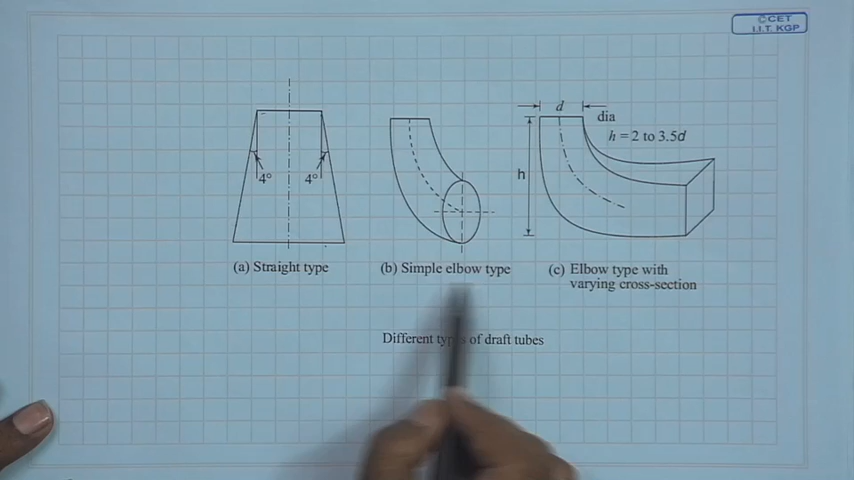 ©CET
I.I.T. KGP
d
dia
h = 2 to 3.5d
h
4°
4°
(a) Straight type
(b) Simple elbow type
(c) Elbow type with
varying cross-section
Different types of draft tubes